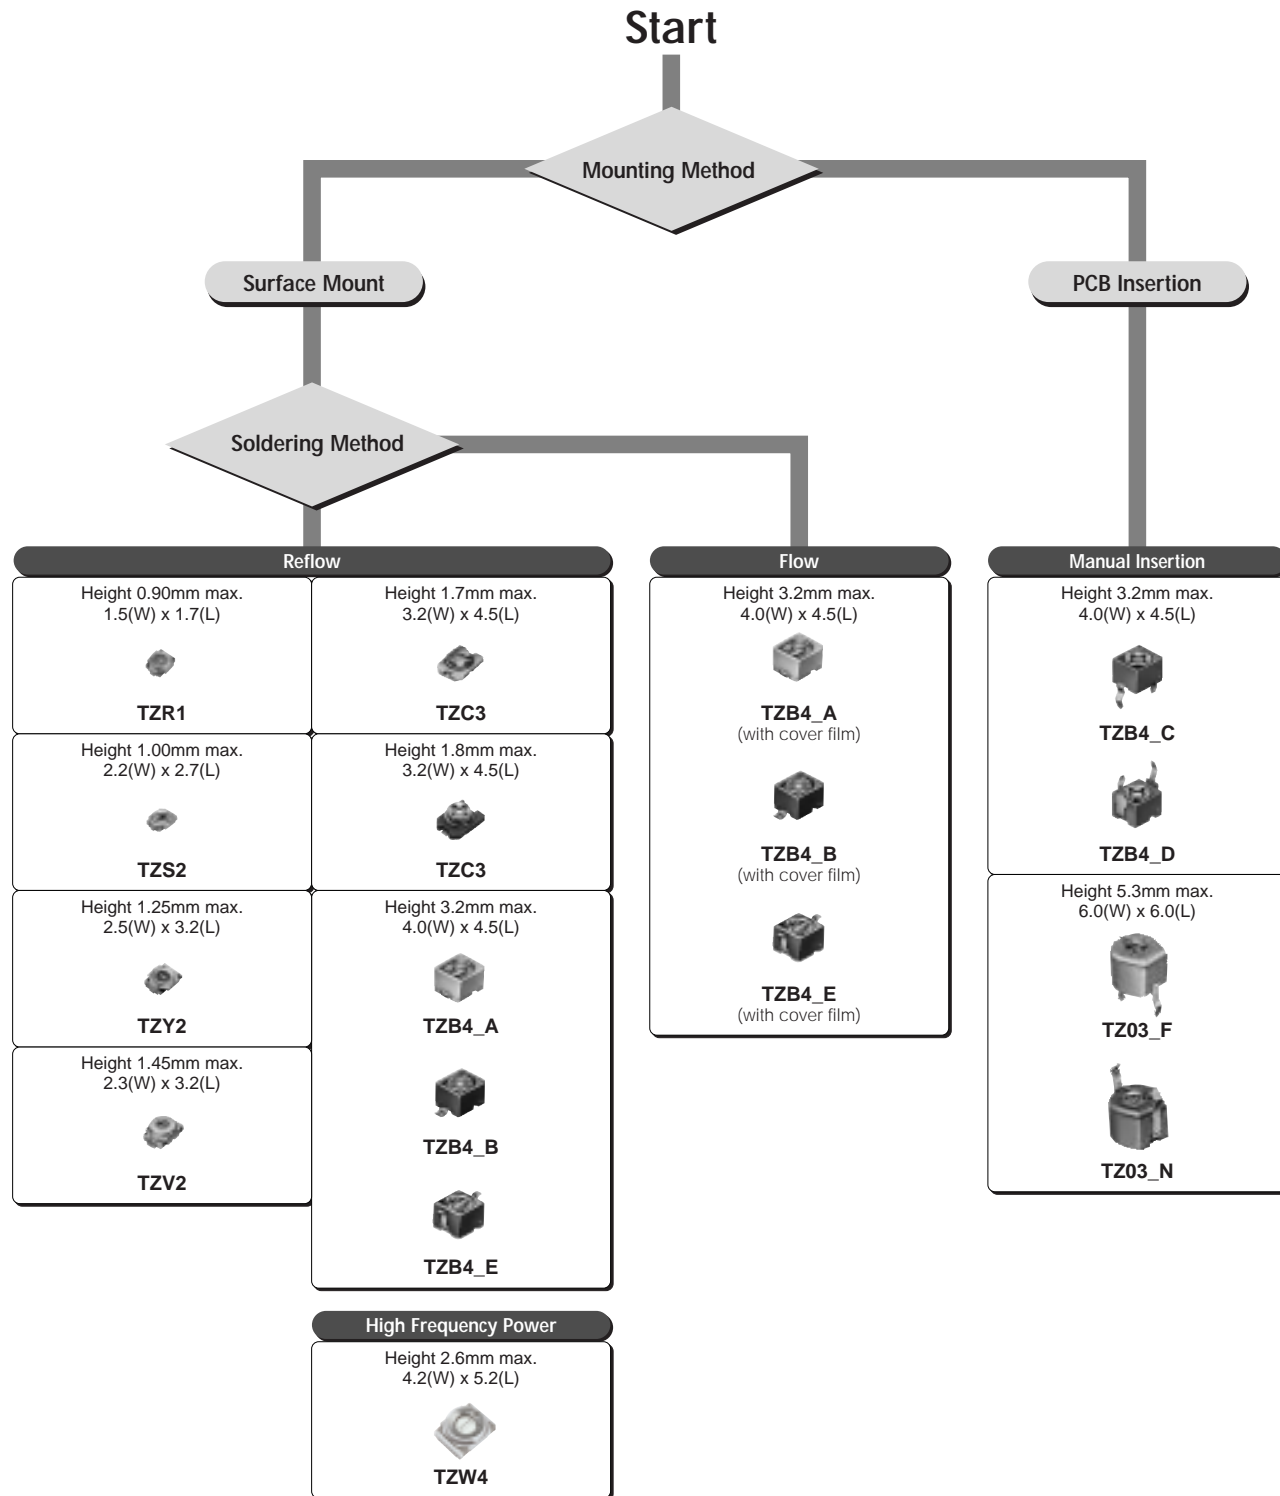 Start
Mounting Method
Surface Mount
PCB Insertion
Soldering Method
Reflow
Height 0.90mm max.
1.5(W) x 1.7(L)
TZR1
Height 1.7mm max.
3.2(W) x 4.5(L)
TZC3
Height 1.00mm max.
2.2(W) x 2.7(L)
TZS2
Height 1.8mm max.
3.2(W) x 4.5(L)
TZC3
Height 1.25mm max.
2.5(W) x 3.2(L)
TZY2
Height 1.45mm max.
2.3(W) x 3.2(L)
TZV2
Height 3.2mm max.
4.0(W) x 4.5(L)
TZB4_A
TZB4_B
TZB4_E
High Frequency Power
Height 2.6mm max.
4.2(W) x 5.2(L)
TZW4
Flow
Height 3.2mm max.
4.0(W) x 4.5(L)
TZB4_A
(with cover film)
TZB4_B
(with cover film)
TZB4_E
(with cover film)
Manual Insertion
Height 3.2mm max.
4.0(W) x 4.5(L)
TZB4_C
TZB4_D
Height 5.3mm max.
6.0(W) x 6.0(L)
TZ03_F
TZ03_N